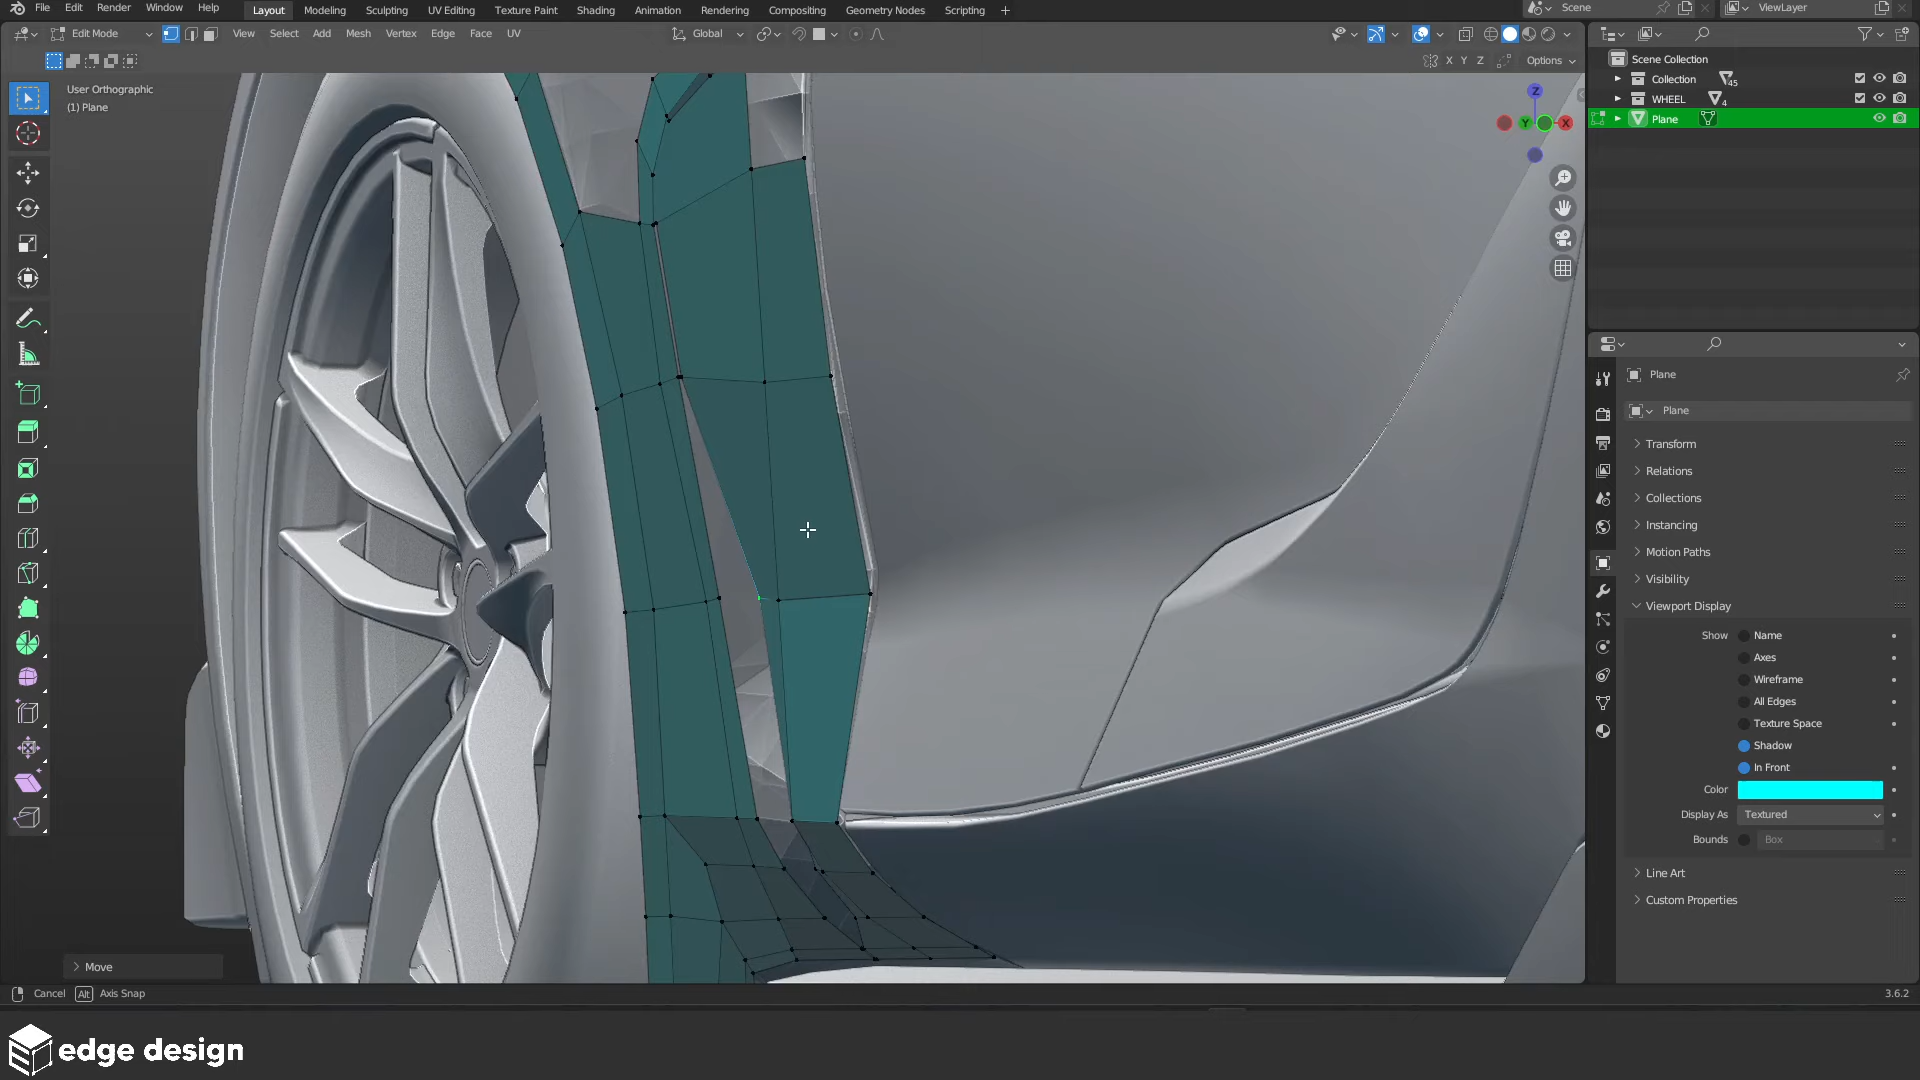 File Edit Render Window Help Layout Modeling Sculpting UV Editing Texture Paint Shading Animation Rendering Compositing Geometry Nodes Scripting + Scene ViewLayer
Edit Mode View Select Add Mesh Vertex Edge Face UV Global
X Y Z Options
User Orthographic
(1) Plane
Z
Y X
Scene Collection
Collection 45
WHEEL 4
Plane
Plane
Plane
Transform
Relations
Collections
Instancing
Motion Paths
Visibility
Viewport Display
Show Name
Axes
Wireframe
All Edges
Texture Space
Shadow
In Front
Color
Display As Textured
Bounds Box
Line Art
Custom Properties
Move
Cancel Alt Axis Snap 3.6.2
edge design